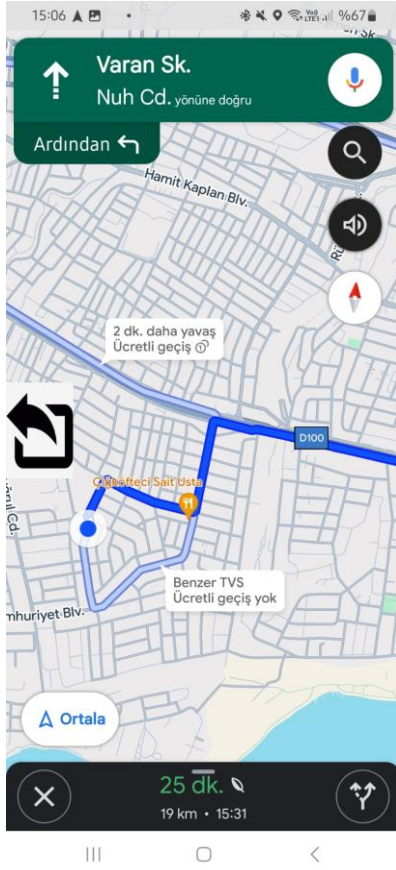 15:06
%67
Varan Sk.
Nuh Cd. yönüne doğru
Ardından
Hamit Kaplan Blv.
2 dk. daha yavaş
Ücretli geçiş
D100
Çiğköfteci Sait Usta
Benzer TVS
Ücretli geçiş yok
mhuriyet Blv.
Ortala
25 dk.
19 km • 15:31